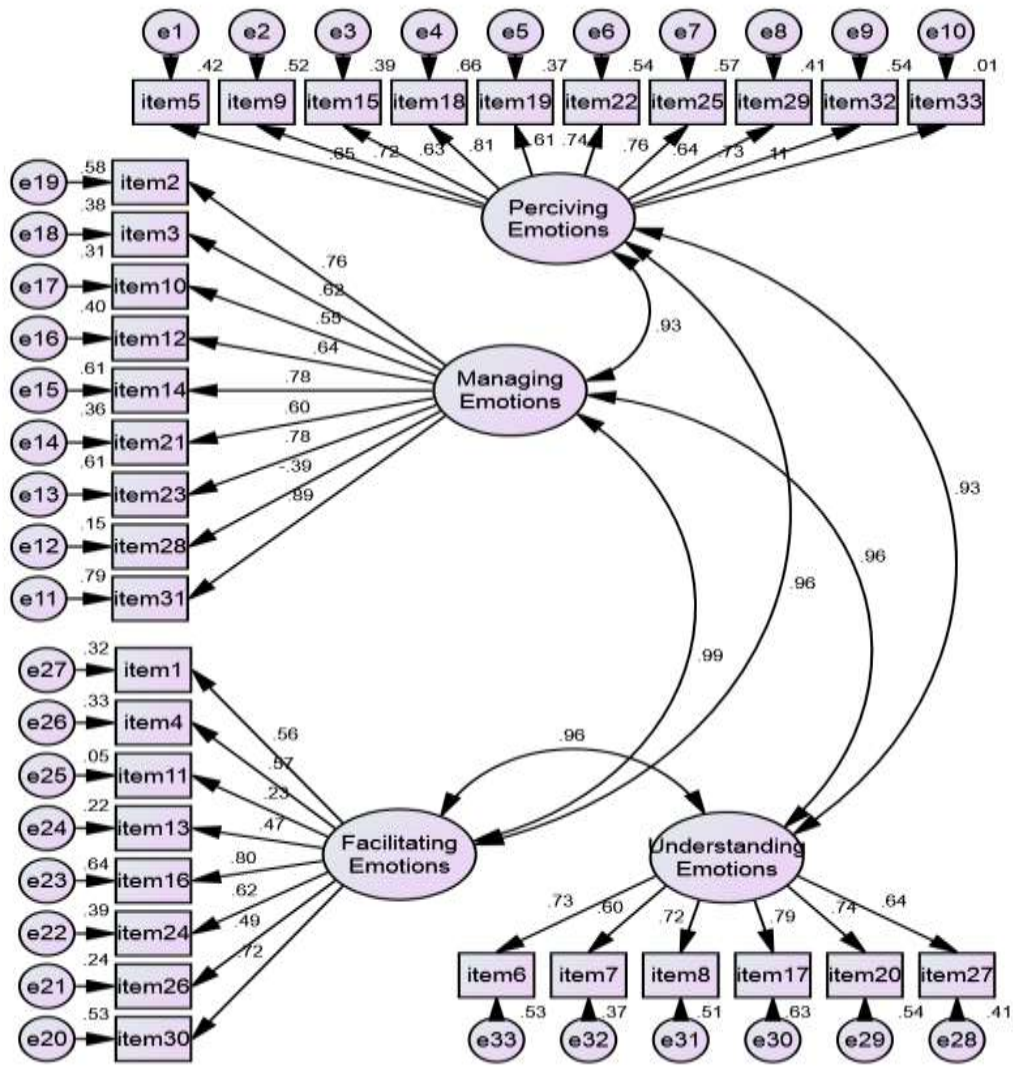 e1 e2 e3 e4 e5 e6 e7 e8 e9 e10
.42 .52 .39 .66 .37 .54 .57 .41 .54 .01
item5 item9 item15 item18 item19 item22 item25 item29 item32 item33
.65 .72 .63 .81 .61 .74 .76 .64 .73 .11
Perciving
Emotions
e19 .58 item2
e18 .38 item3
e17 .31 item10
e16 .40 item12
e15 .61 item14
e14 .36 item21
e13 .61 item23
e12 .15 item28
e11 .79 item31
.76
.62
.55
.64
.78
.60
.78
-.39
.89
Managing
Emotions
.93
.93
.96
.96
.99
.96
e27 .32 item1
e26 .33 item4
e25 .05 item11
e24 .22 item13
e23 .64 item16
e22 .39 item24
e21 .24 item26
e20 .53 item30
.56
.57
.23
.47
.80
.62
.49
.72
Facilitating
Emotions
Understanding
Emotions
.73 .60 .72 .79 .74 .64
item6 item7 item8 item17 item20 item27
.53 .37 .51 .63 .54 .41
e33 e32 e31 e30 e29 e28